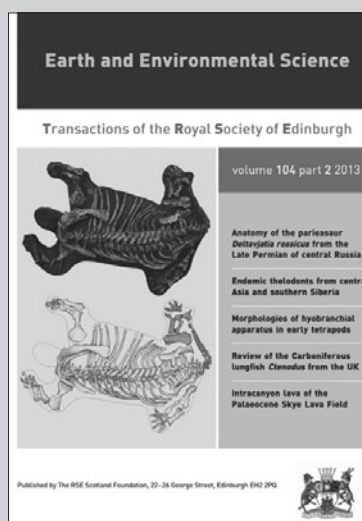 Earth and Environmental Science
Transactions of the Royal Society of Edinburgh
volume 104 part 2 2013
Anatomy of the parieasaur
Deltavjatia rossicus from the
Late Permian of central Russia
Endemic thelodonts from centr
Asia and southern Siberia
Morphologies of hyobranchial
apparatus in early tetrapods
Review of the Carboniferous
lungfish Ctenodus from the UK
Intracanyon lava of the
Palaeocene Skye Lava Field
Published by The RSE Scotland Foundation, 22–26 George Street, Edinburgh EH2 2PQ